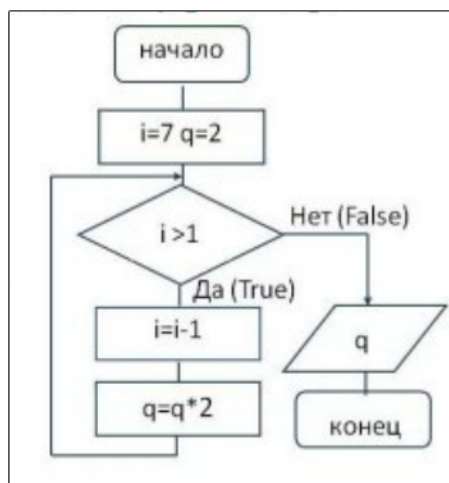 начало
i=7 q=2
i >1
Нет (False)
Да (True)
i=i-1
q=q*2
q
конец